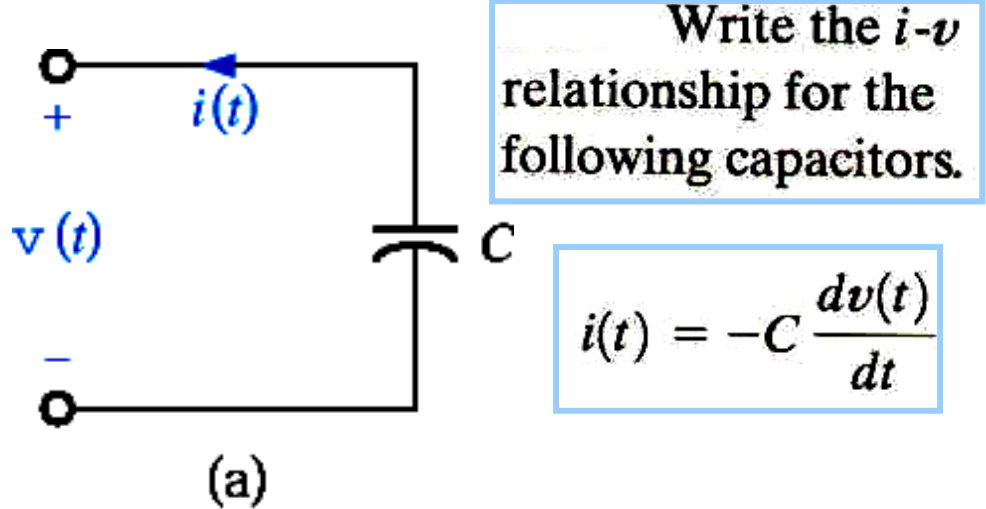 Write the i-v
relationship for the
following capacitors.
+
i(t)
v (t)
C
i(t) = -C dv(t)/dt
−
(a)